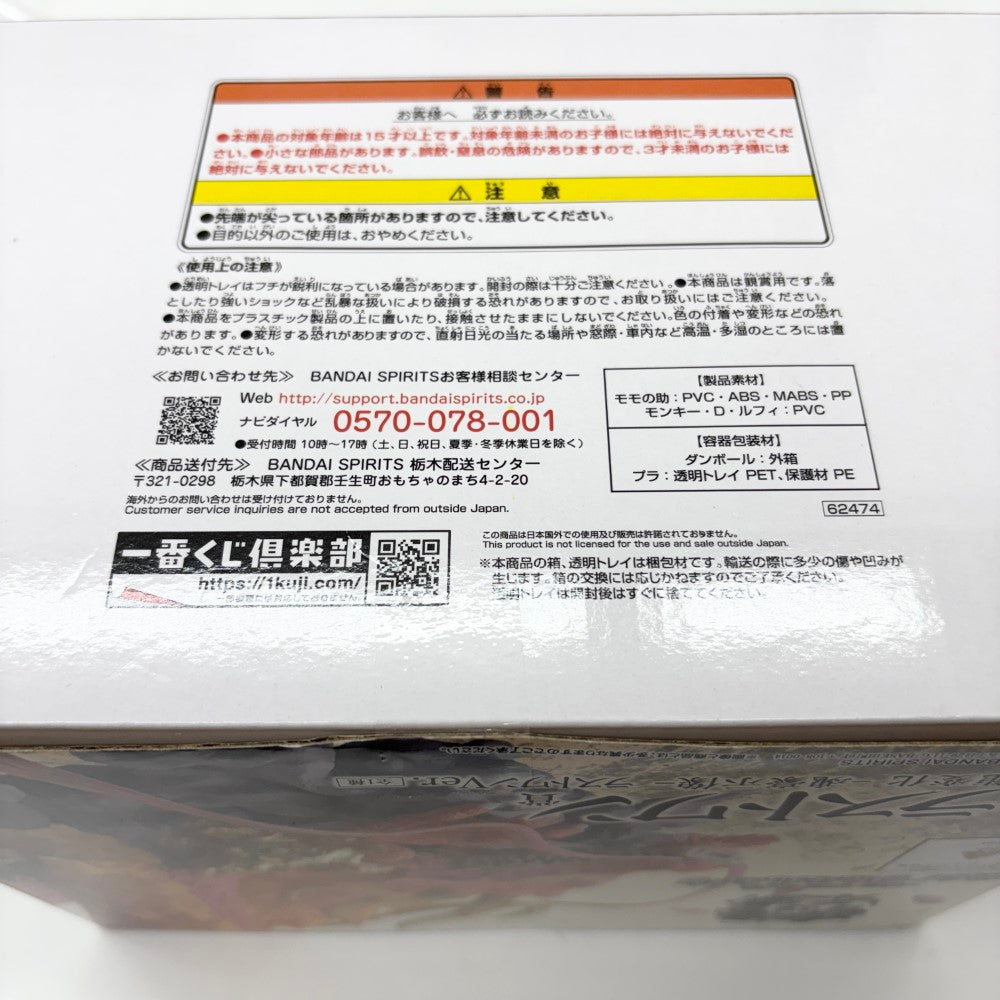 ⚠ 警 告
お客様へ 必ずお読みください。
●本商品の対象年齢は15才以上です。対象年齢未満のお子様には絶対に与えないでくだ
さい。●小さな部品があります。誤飲・窒息の危険がありますので、3才未満のお子様には
絶対に与えないでください。
⚠ 注 意
●先端が尖っている箇所がありますので、注意してください。
●目的以外のご使用は、おやめください。
《使用上の注意》
●透明トレイはフチが鋭利になっている場合があります。開封の際は十分ご注意ください。●本商品は観賞用です。落
としたり強いショックなど乱暴な扱いにより破損する恐れがありますので、お取り扱いにはご注意ください。
●本商品をプラスチック製品の上に置いたり、接触させたままにしないでください。色の付着や変形などの恐れ
があります。●変形する恐れがありますので、直射日光の当たる場所や窓際・車内など高温・多湿のところには置
かないでください。
≪お問い合わせ先≫ BANDAI SPIRITSお客様相談センター
Web http://support.bandaispirits.co.jp
ナビダイヤル 0570-078-001
●受付時間 10時～17時(土、日、祝日、夏季・冬季休業日を除く)
≪商品送付先≫ BANDAI SPIRITS 栃木配送センター
〒321-0298 栃木県下都賀郡壬生町おもちゃのまち4-2-20
海外からのお問い合わせは受け付けておりません。
Customer service inquiries are not accepted from outside Japan.
【製品素材】
モモの助:PVC・ABS・MABS・PP
モンキー・D・ルフィ:PVC
【容器包装材】
ダンボール:外箱
プラ:透明トレイ PET、保護材 PE
62474
一番くじ倶楽部
https://1kuji.com/
この商品は日本国外での使用及び販売は許諾されておりません。
This product is not licensed for the use and sale outside Japan.
※本商品の箱、透明トレイは梱包材です。輸送の際に多少の傷や凹みが
生じます。箱の交換には応じかねますのでご了承ください。
透明トレイは開封後はすぐに捨ててください。
BANDAI SPIRITS
ラストワンVer. 全1種
ラストワン賞